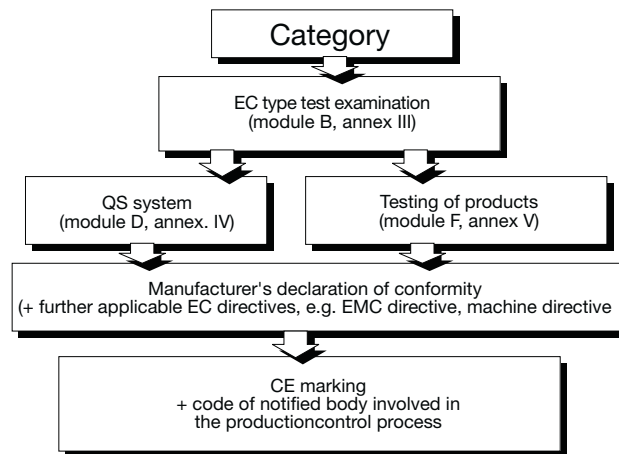 Category
EC type test examination
(module B, annex III)
QS system
(module D, annex. IV)
Testing of products
(module F, annex V)
Manufacturer's declaration of conformity
(+ further applicable EC directives, e.g. EMC directive, machine directive
CE marking
+ code of notified body involved in
the productioncontrol process